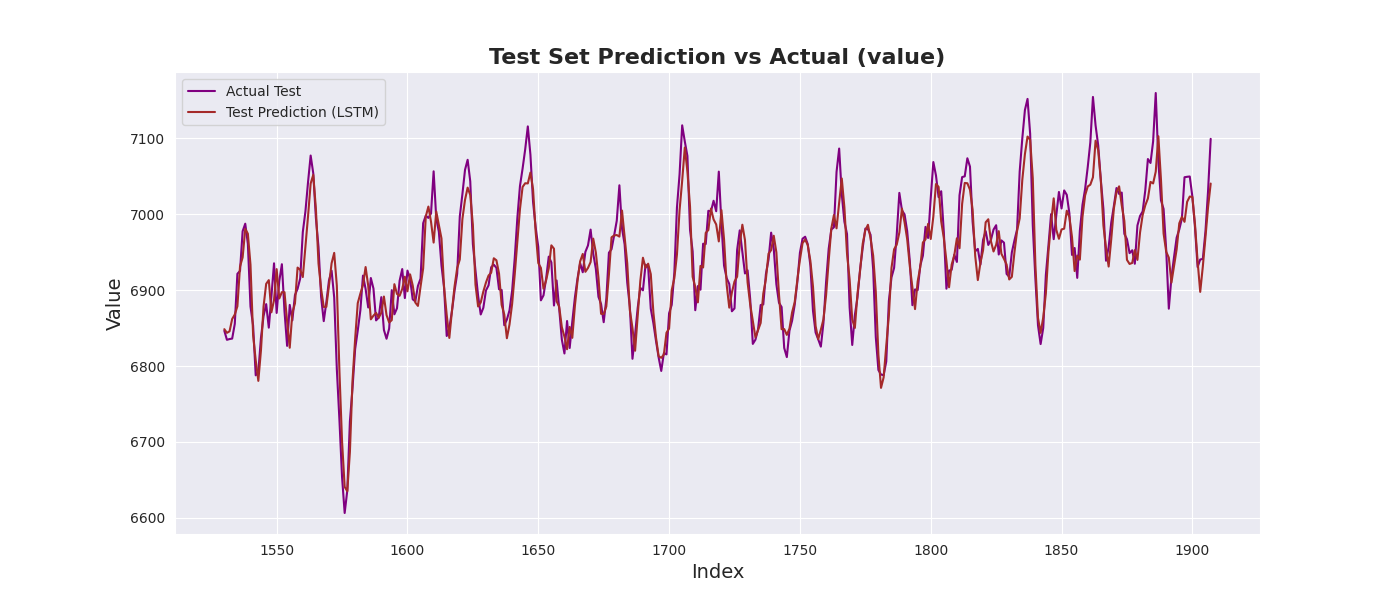 Test Set Prediction vs Actual (value)
Actual Test
Test Prediction (LSTM)
Value
7100
7000
6900
6800
6700
6600
1550 1600 1650 1700 1750 1800 1850 1900
Index